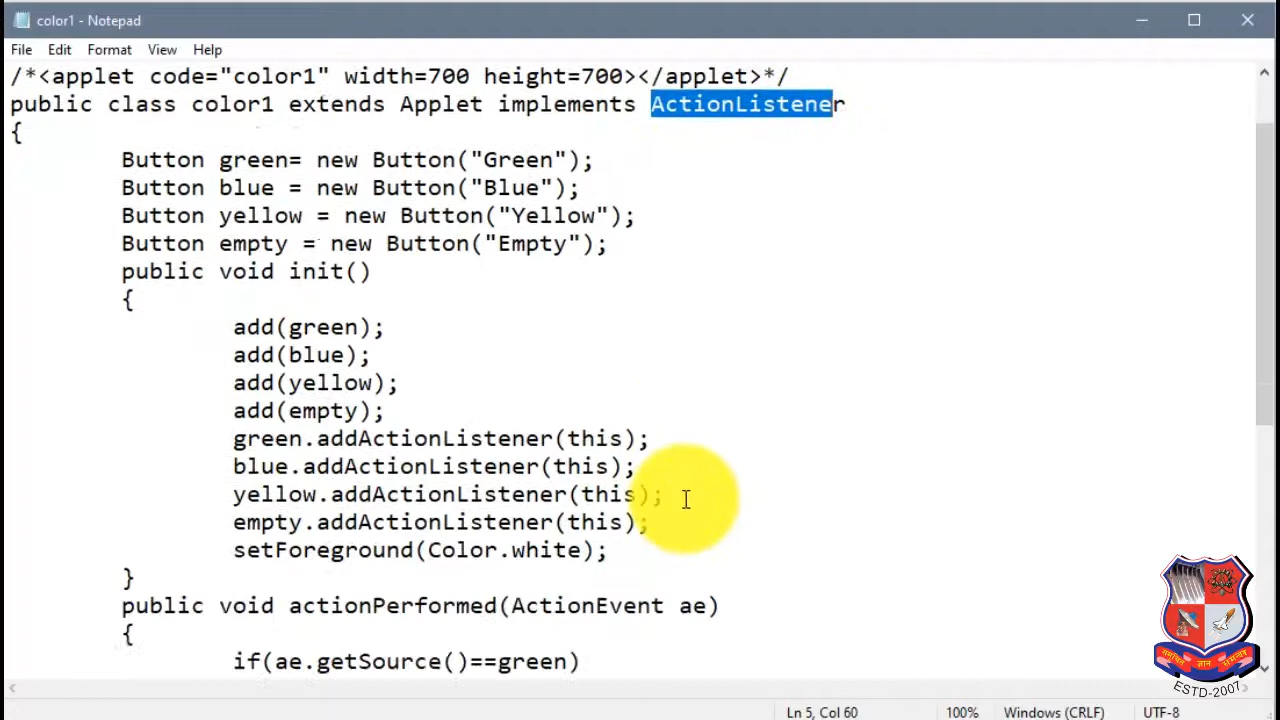 color1 - Notepad
File Edit Format View Help
/*<applet code="color1" width=700 height=700></applet>*/
public class color1 extends Applet implements ActionListener
{
Button green= new Button("Green");
Button blue = new Button("Blue");
Button yellow = new Button("Yellow");
Button empty = new Button("Empty");
public void init()
{
add(green);
add(blue);
add(yellow);
add(empty);
green.addActionListener(this);
blue.addActionListener(this);
yellow.addActionListener(this);
empty.addActionListener(this);
setForeground(Color.white);
}
public void actionPerformed(ActionEvent ae)
{
if(ae.getSource()==green)
ज्ञान
ESTD-2007
Ln 5, Col 60 100% Windows (CRLF) UTF-8